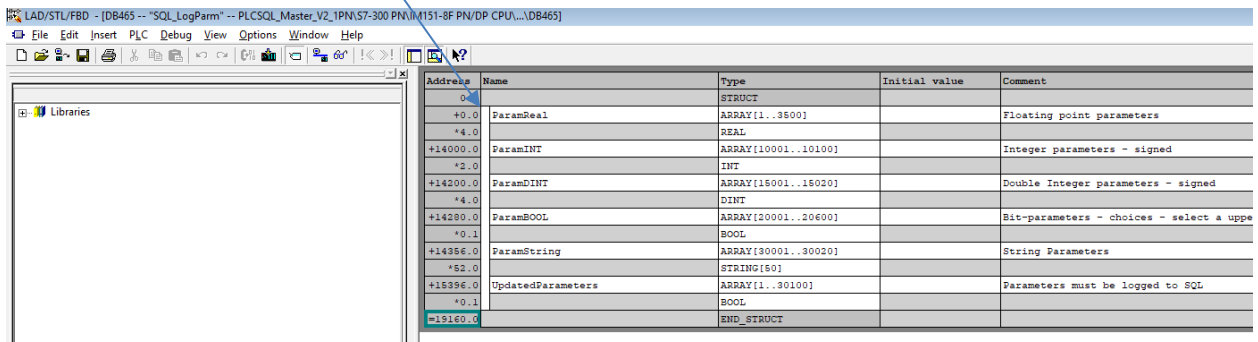 LAD/STL/FBD - [DB465 -- "SQL_LogParm" -- PLCSQL_Master_V2_1PN\S7-300 PN\IM151-8F PN/DP CPU\...\DB465]
File Edit Insert PLC Debug View Options Window Help
Libraries
Address Name Type Initial value Comment
STRUCT
+0.0 ParamReal ARRAY[1..3500] Floating point parameters
*4.0 REAL
+14000.0 ParamINT ARRAY[10001..10100] Integer parameters - signed
*2.0 INT
+14200.0 ParamDINT ARRAY[15001..15020] Double Integer parameters - signed
*4.0 DINT
+14280.0 ParamBOOL ARRAY[20001..20600] Bit-parameters - choices - select a uppe
*0.1 BOOL
+14356.0 ParamString ARRAY[30001..30020] String Parameters
*52.0 STRING[50]
+15396.0 UpdatedParameters ARRAY[1..30100] Parameters must be logged to SQL
*0.1 BOOL
=19160.0 END_STRUCT